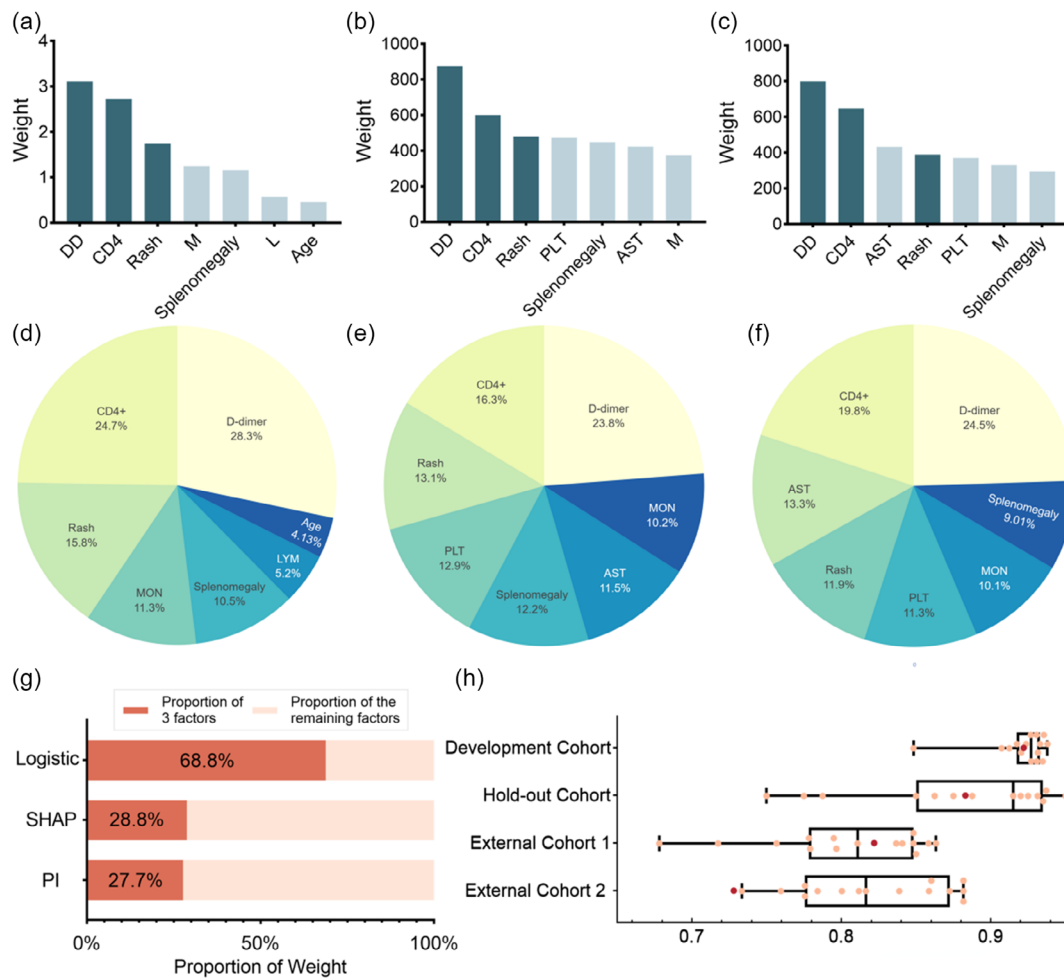 (a)
4
3
2
1
0
Weight
DD
CD4
Rash
M
Splenomegaly
L
Age
(b)
1000
800
600
400
200
0
Weight
DD
CD4
Rash
PLT
Splenomegaly
AST
M
(c)
1000
800
600
400
200
0
Weight
DD
CD4
AST
Rash
PLT
M
Splenomegaly
(d)
CD4+
24.7%
D-dimer
28.3%
Age
4.13%
LYM
5.2%
Splenomegaly
10.5%
MON
11.3%
Rash
15.8%
(e)
CD4+
16.3%
D-dimer
23.8%
MON
10.2%
AST
11.5%
Splenomegaly
12.2%
PLT
12.9%
Rash
13.1%
(f)
CD4+
19.8%
D-dimer
24.5%
Splenomegaly
9.01%
MON
10.1%
PLT
11.3%
Rash
11.9%
AST
13.3%
(g)
Proportion of
3 factors
Proportion of the
remaining factors
Logistic
68.8%
SHAP
28.8%
PI
27.7%
0%
50%
100%
Proportion of Weight
(h)
Development Cohort
Hold-out Cohort
External Cohort 1
External Cohort 2
0.7
0.8
0.9